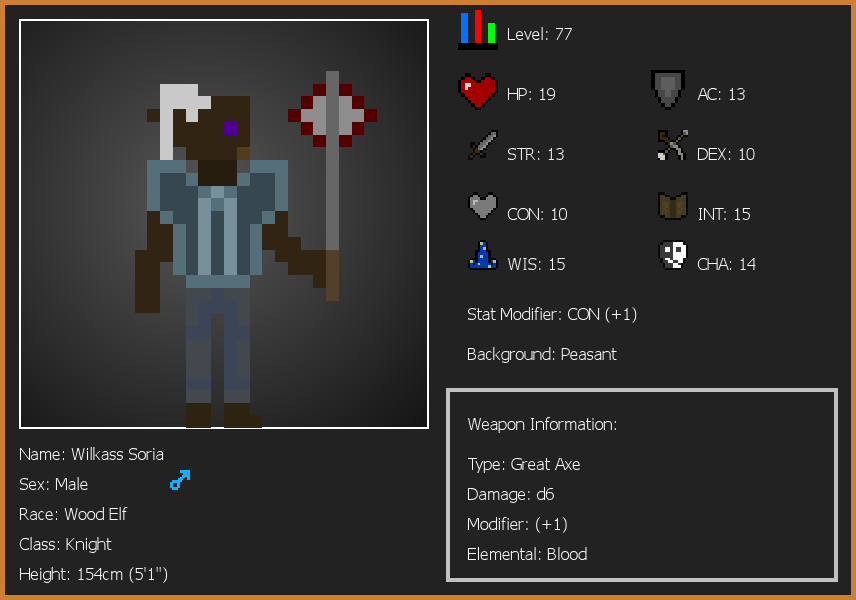 Level: 77
HP: 19
AC: 13
STR: 13
DEX: 10
CON: 10
INT: 15
WIS: 15
CHA: 14
Stat Modifier: CON (+1)
Background: Peasant
Weapon Information:
Type: Great Axe
Damage: d6
Modifier: (+1)
Elemental: Blood
Name: Wilkass Soria
Sex: Male
Race: Wood Elf
Class: Knight
Height: 154cm (5'1")